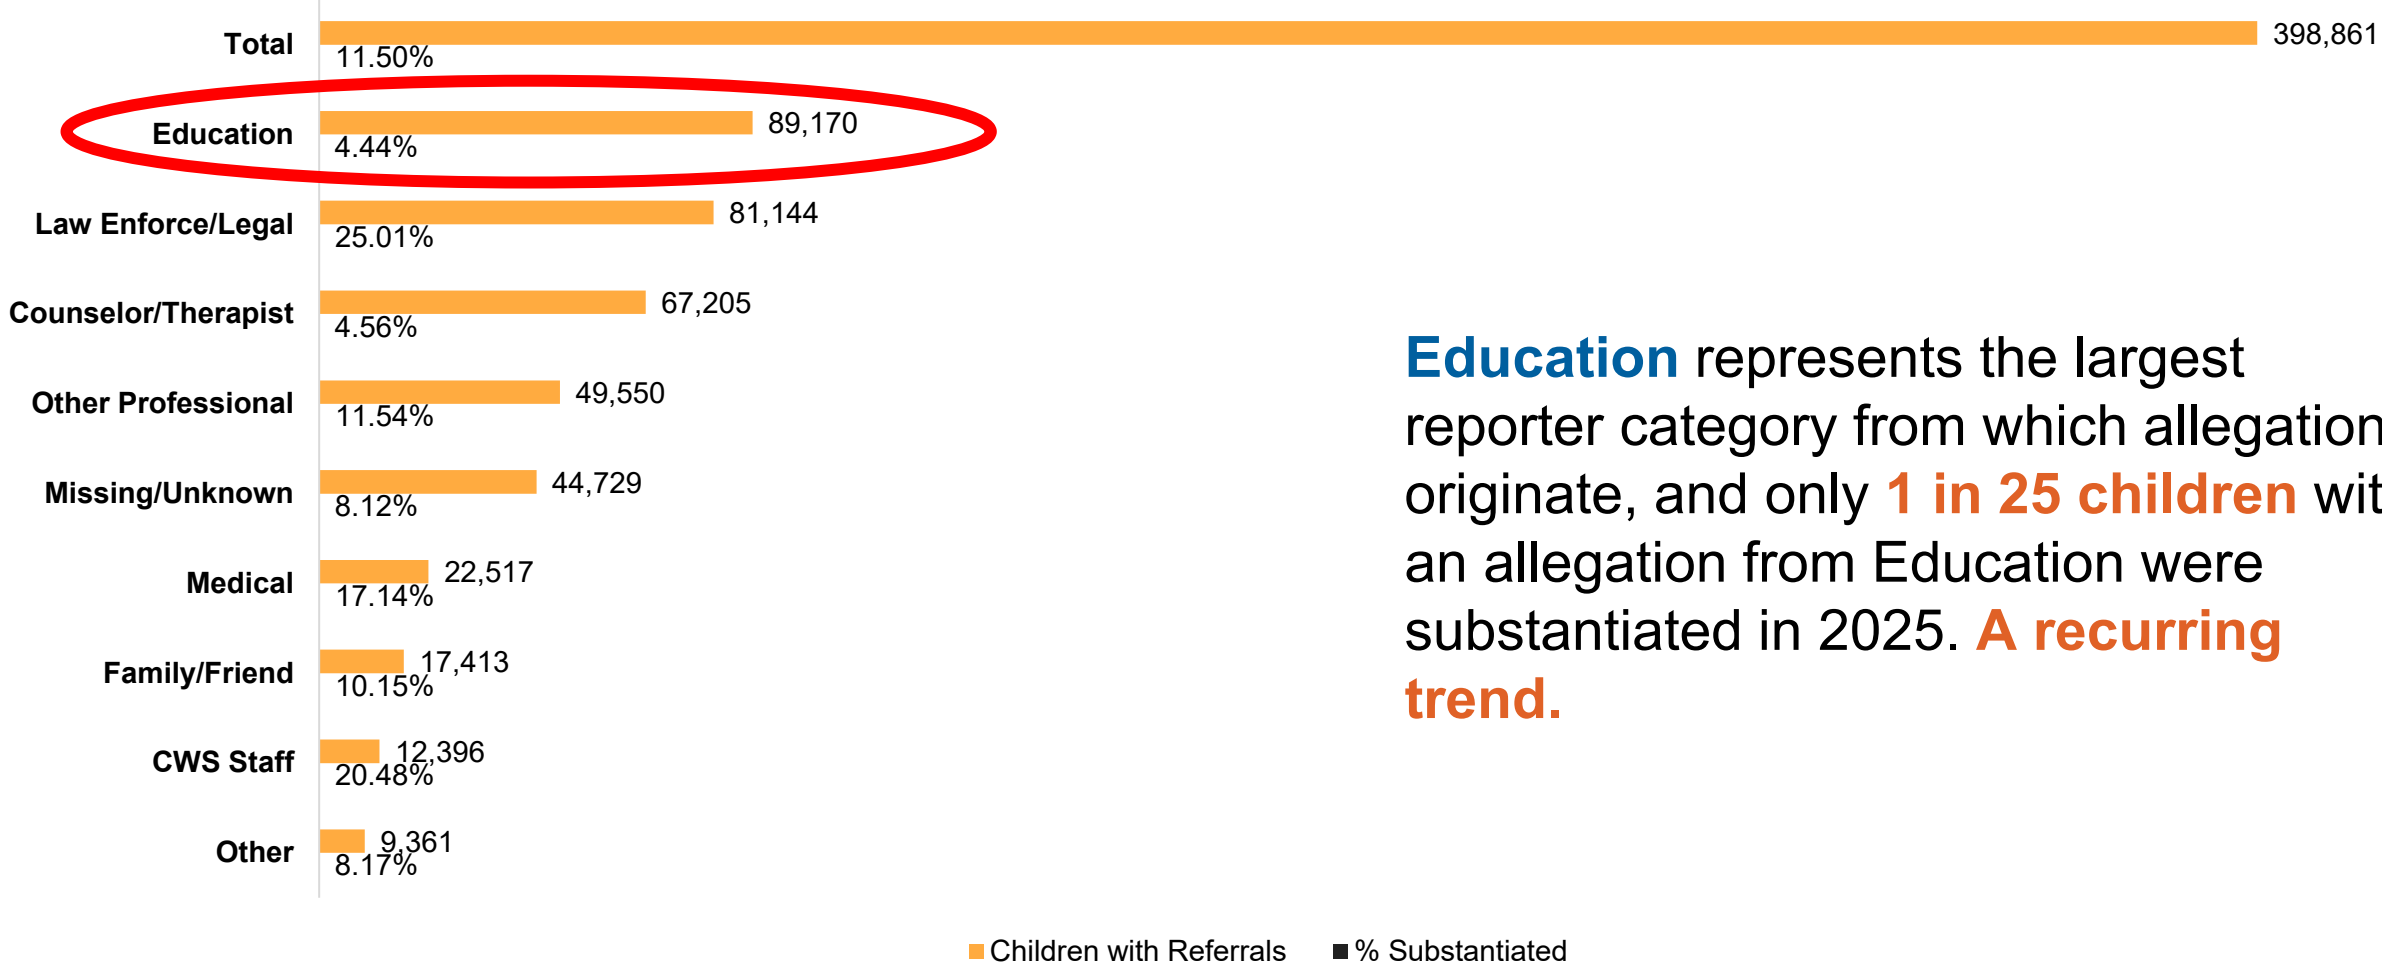 Total 398,861
11.50%
Education 89,170
4.44%
Law Enforce/Legal 81,144
25.01%
Counselor/Therapist 67,205
4.56%
Other Professional 49,550
11.54%
Missing/Unknown 44,729
8.12%
Medical 22,517
17.14%
Family/Friend 17,413
10.15%
CWS Staff 12,396
20.48%
Other 9,361
8.17%
Education represents the largest
reporter category from which allegation
originate, and only 1 in 25 children wit
an allegation from Education were
substantiated in 2025. A recurring
trend.
Children with Referrals % Substantiated